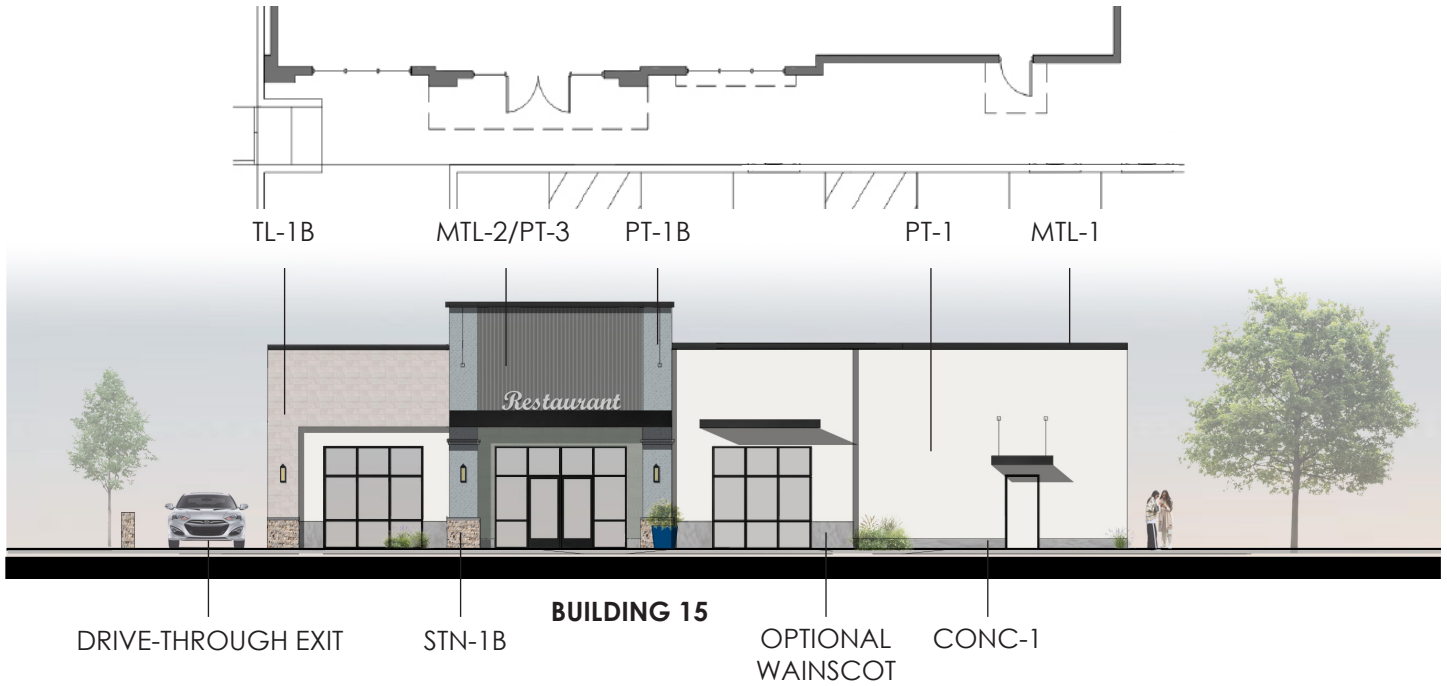 TL-1B
MTL-2/PT-3
PT-1B
PT-1
MTL-1
Restaurant
BUILDING 15
DRIVE-THROUGH EXIT
STN-1B
OPTIONAL
WAINSCOT
CONC-1